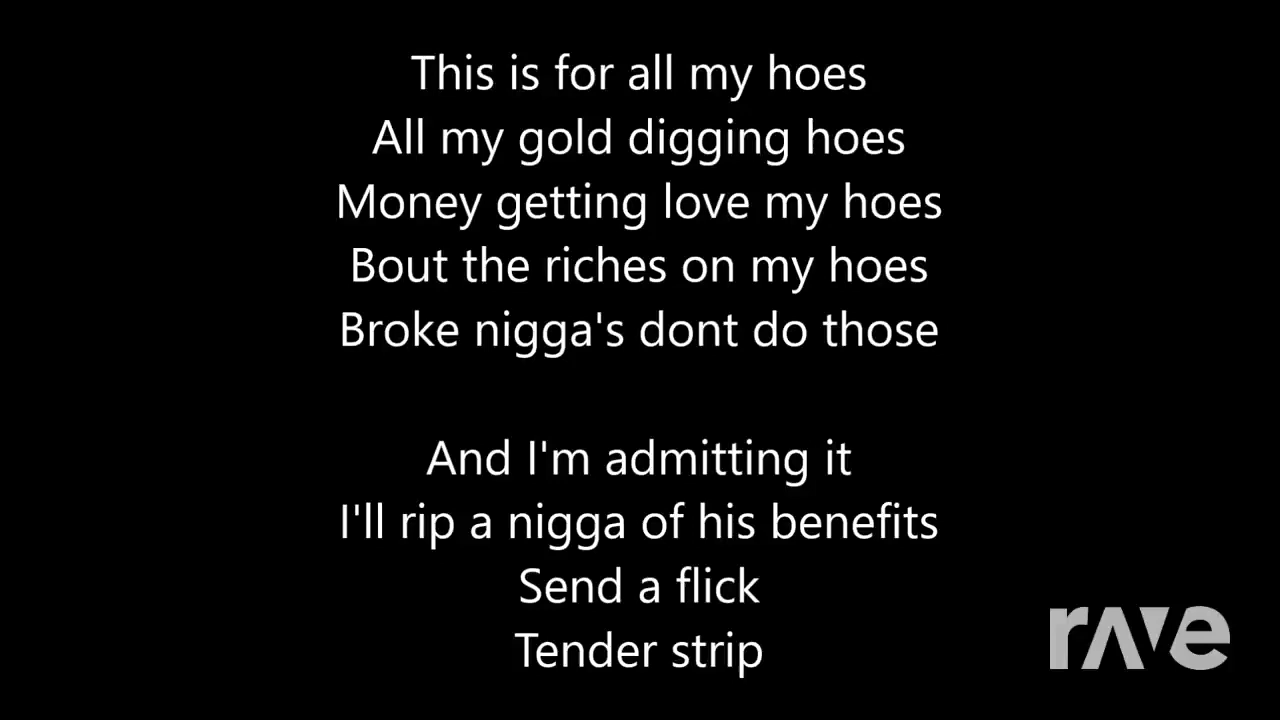 This is for all my hoes
All my gold digging hoes
Money getting love my hoes
Bout the riches on my hoes
Broke nigga's dont do those
And I'm admitting it
I'll rip a nigga of his benefits
Send a flick
Tender strip
rave